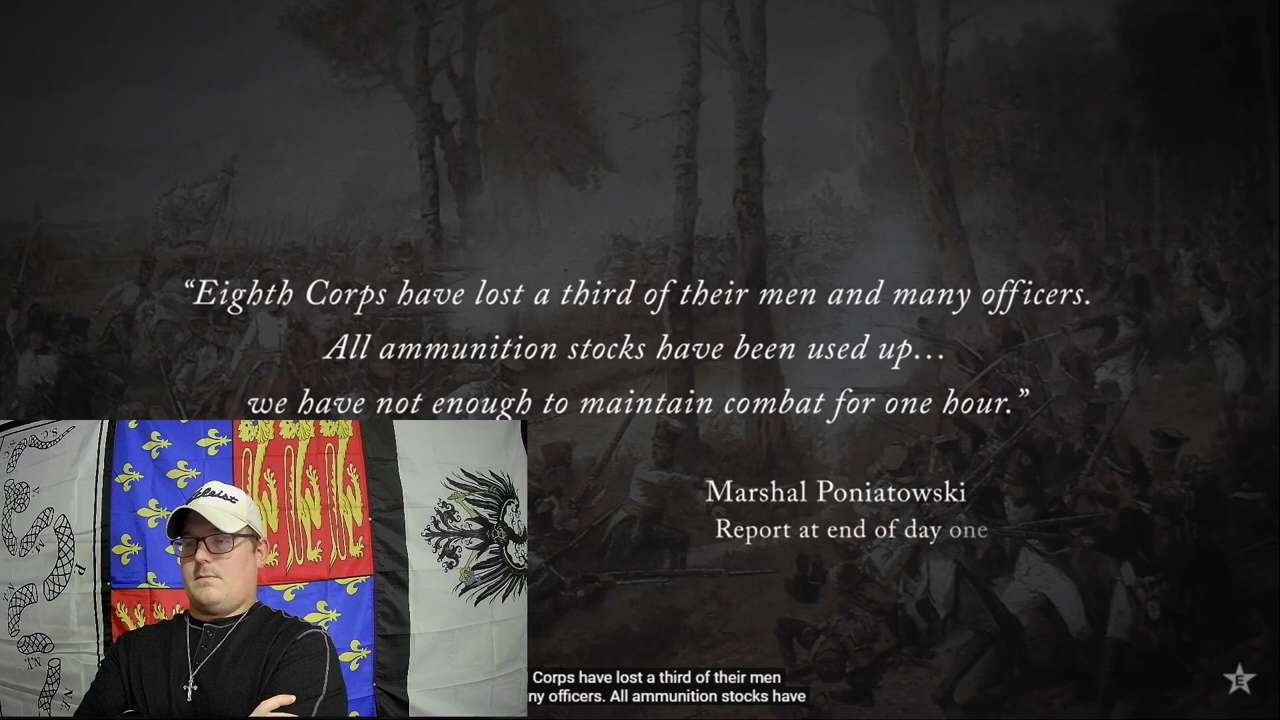 “Eighth Corps have lost a third of their men and many officers.
All ammunition stocks have been used up...
we have not enough to maintain combat for one hour.”
Marshal Poniatowski
Report at end of day one
Titleist
S.C.
N.
P
N.J.
N.E.
Corps have lost a third of their men
ny officers. All ammunition stocks have
E